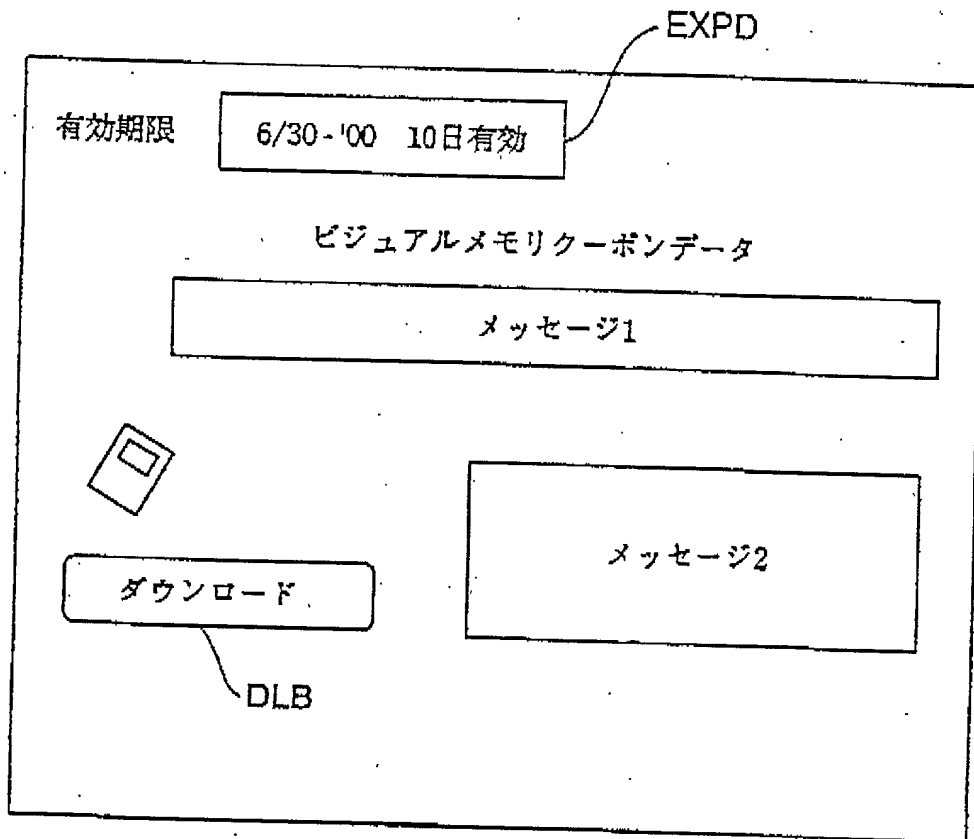 EXPD
有効期限 6/30-'00 10日有効
ビジュアルメモリクーポンデータ
メッセージ1
メッセージ2
ダウンロード
DLB